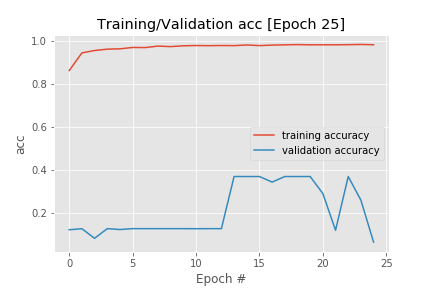 Training/Validation acc [Epoch 25]
1.0
0.8
0.6
0.4
0.2
acc
training accuracy
validation accuracy
0 5 10 15 20 25
Epoch #